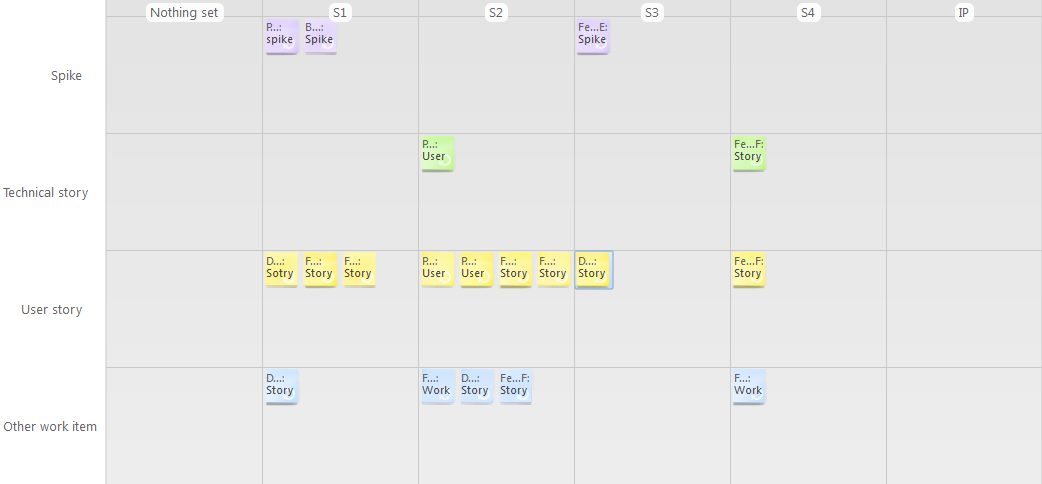 Nothing set
S1
S2
S3
S4
IP
Spike
P...:
spike
B...:
Spike
Fe...E:
Spike
Technical story
P...:
User
Fe...F:
Story
User story
D...:
Sotry
F...:
Story
F...:
Story
P...:
User
P...:
User
F...:
Story
F...:
Story
D...:
Story
Fe...F:
Story
Other work item
D...:
Story
F...:
Work
D...:
Story
Fe...F:
Story
F...:
Work